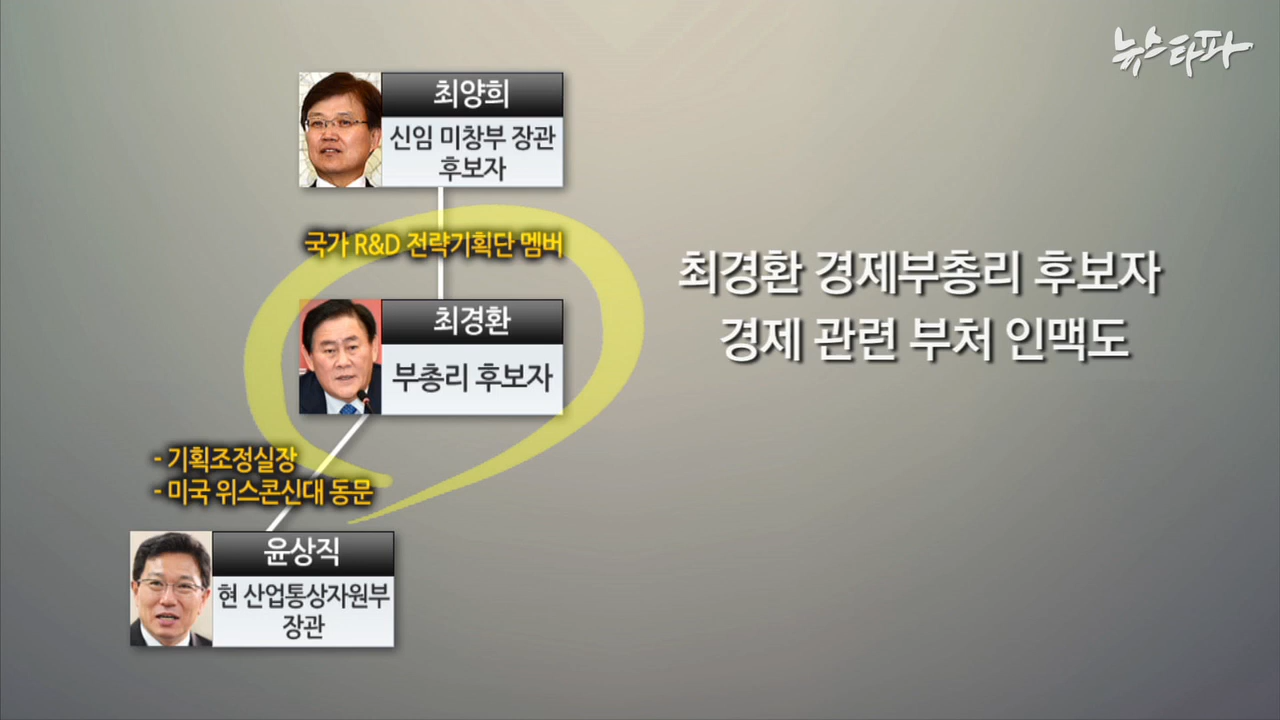 뉴스타파
최양희
신임 미창부 장관
후보자
국가 R&D 전략기획단 멤버
최경환
부총리 후보자
최경환 경제부총리 후보자
경제 관련 부처 인맥도
- 기획조정실장
- 미국 위스콘신대 동문
윤상직
현 산업통상자원부
장관